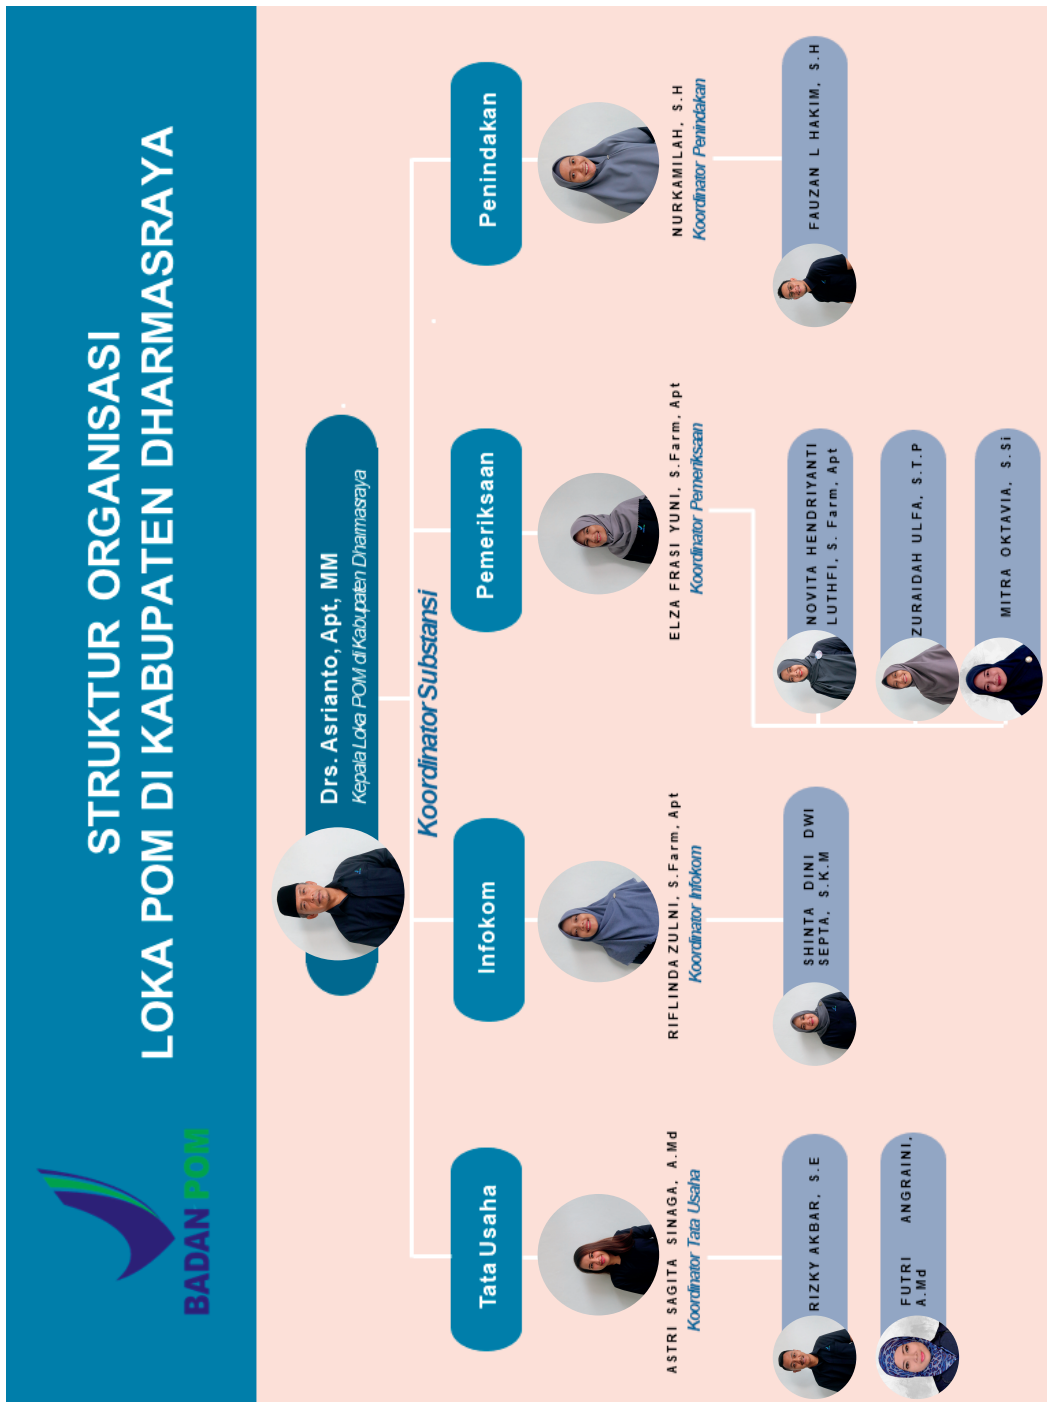 STRUKTUR ORGANISASI
LOKA POM DI KABUPATEN DHARMASRAYA
BADAN POM
Drs. Asrianto, Apt, MM
Kepala Loka POM di Kabupaten Dharmasraya
Koordinator Substansi
Tata Usaha
Infokom
Pemeriksaan
Penindakan
ASTRI SAGITA SINAGA, A.Md
Koordinator Tata Usaha
RIFLINDA ZULNI, S.Farm, Apt
Koordinator Infokom
ELZA FRASI YUNI, S.Farm, Apt
Koordinator Pemeriksaan
NURKAMILAH, S.H
Koordinator Penindakan
RIZKY AKBAR, S.E
FUTRI ANGRAINI,
A.Md
SHINTA DINI DWI
SEPTA, S.K.M
NOVITA HENDRIYANTI
LUTHFI, S. Farm, Apt
ZURAIDAH ULFA, S.T.P
MITRA OKTAVIA, S.Si
FAUZAN L HAKIM, S.H